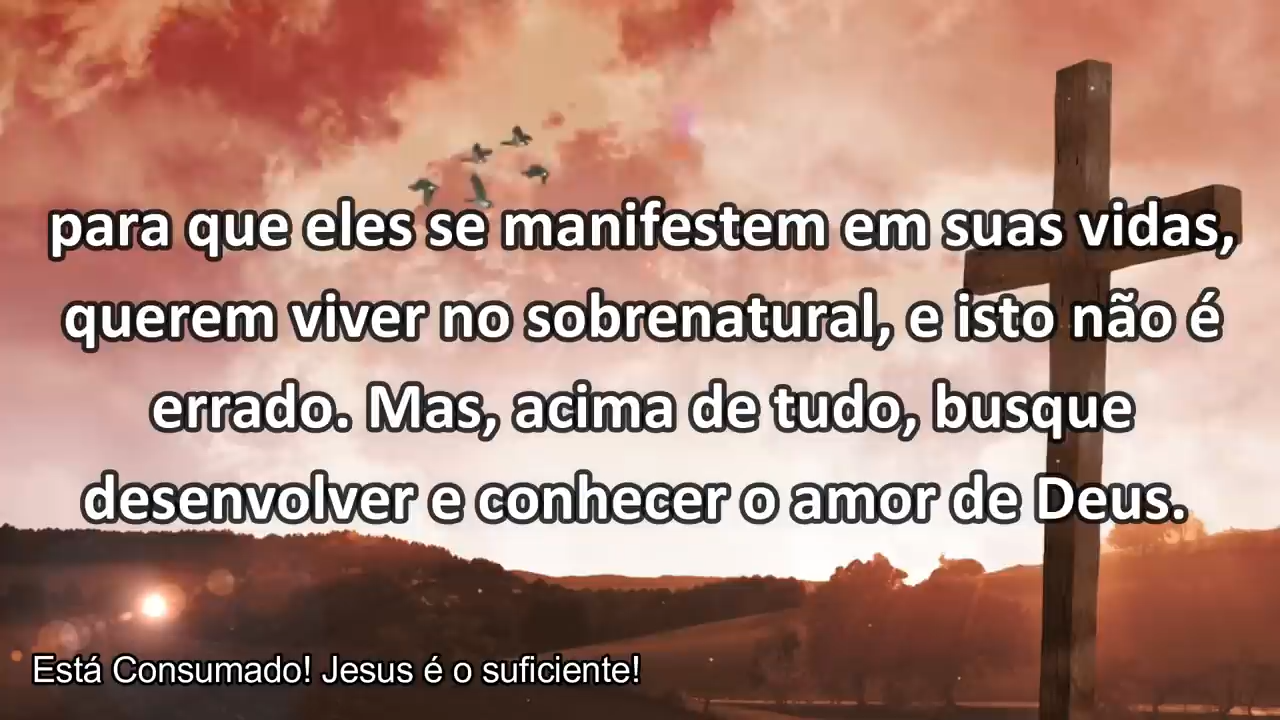 para que eles se manifestem em suas vidas,
querem viver no sobrenatural, e isto não é
errado. Mas, acima de tudo, busque
desenvolver e conhecer o amor de Deus.
Está Consumado! Jesus é o suficiente!